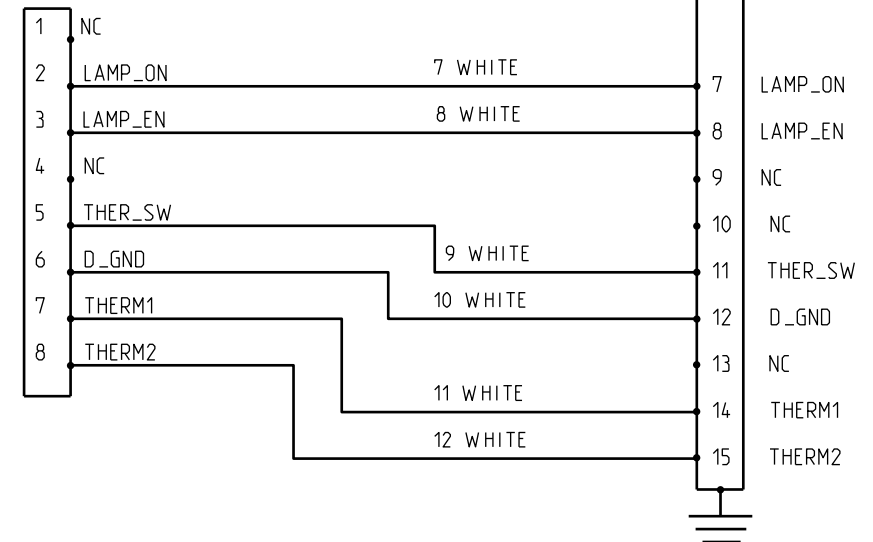 1 NC
2 LAMP_ON 7 WHITE 7 LAMP_ON
3 LAMP_EN 8 WHITE 8 LAMP_EN
4 NC 9 NC
5 THER_SW 10 NC
6 D_GND 9 WHITE 11 THER_SW
7 THERM1 10 WHITE 12 D_GND
8 THERM2 13 NC
11 WHITE 14 THERM1
12 WHITE 15 THERM2